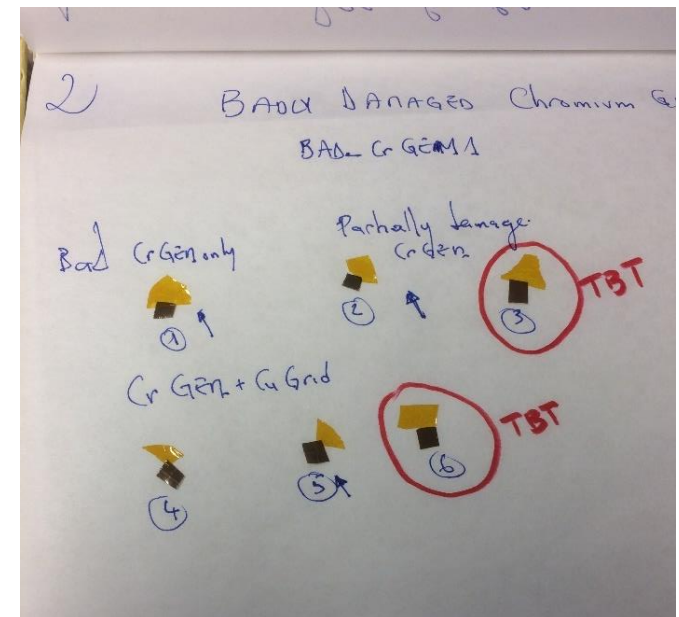 2 BADLY DAMAGED Chromium G
BAD Cr GEM 1
Partially damage
Bad CrGEM only
Cr GEM
1
2
3
TBT
Cr GEM + Cu Grid
TBT
4
5
6